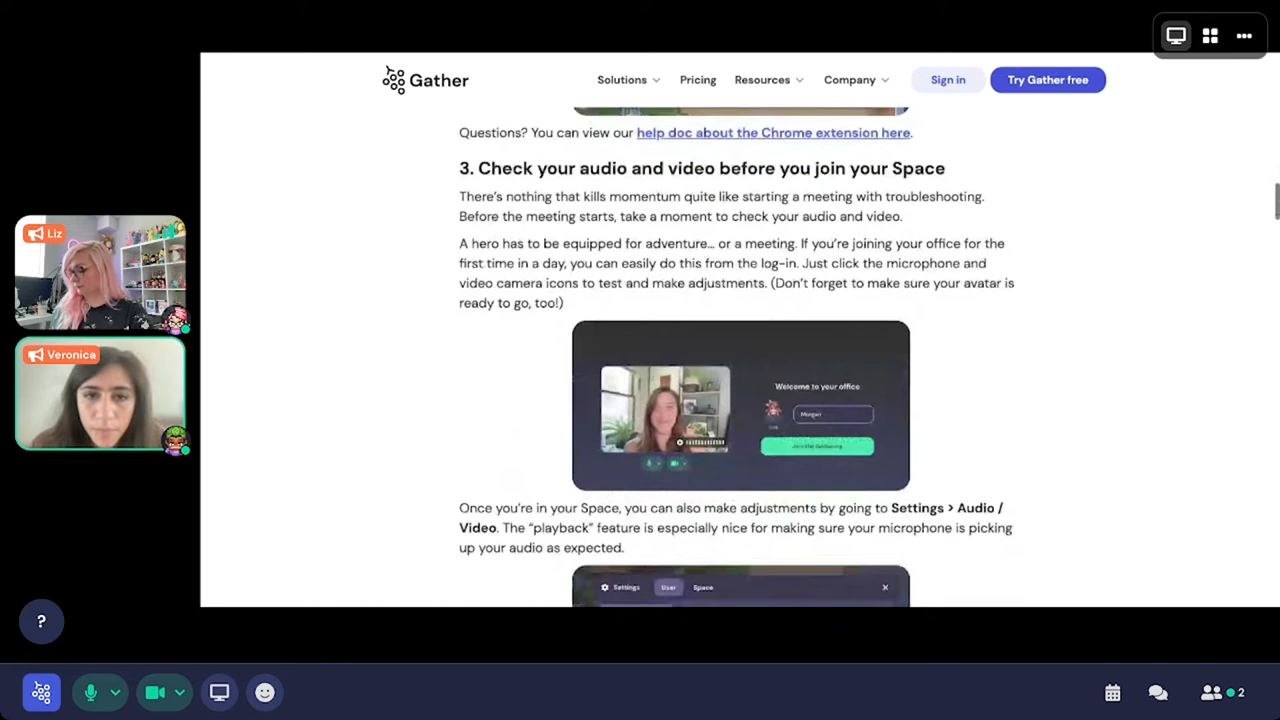 Gather
Solutions
Pricing
Resources
Company
Sign in
Try Gather free
Questions? You can view our help doc about the Chrome extension here.
3. Check your audio and video before you join your Space
There's nothing that kills momentum quite like starting a meeting with troubleshooting.
Before the meeting starts, take a moment to check your audio and video.
A hero has to be equipped for adventure... or a meeting. If you're joining your office for the
first time in a day, you can easily do this from the log-in. Just click the microphone and
video camera icons to test and make adjustments. (Don't forget to make sure your avatar is
ready to go, too!)
Liz
Veronica
Welcome to your office
Morgan
Join the Gathering
Once you're in your Space, you can also make adjustments by going to Settings > Audio /
Video. The “playback” feature is especially nice for making sure your microphone is picking
up your audio as expected.
Settings
User
Space
?
2